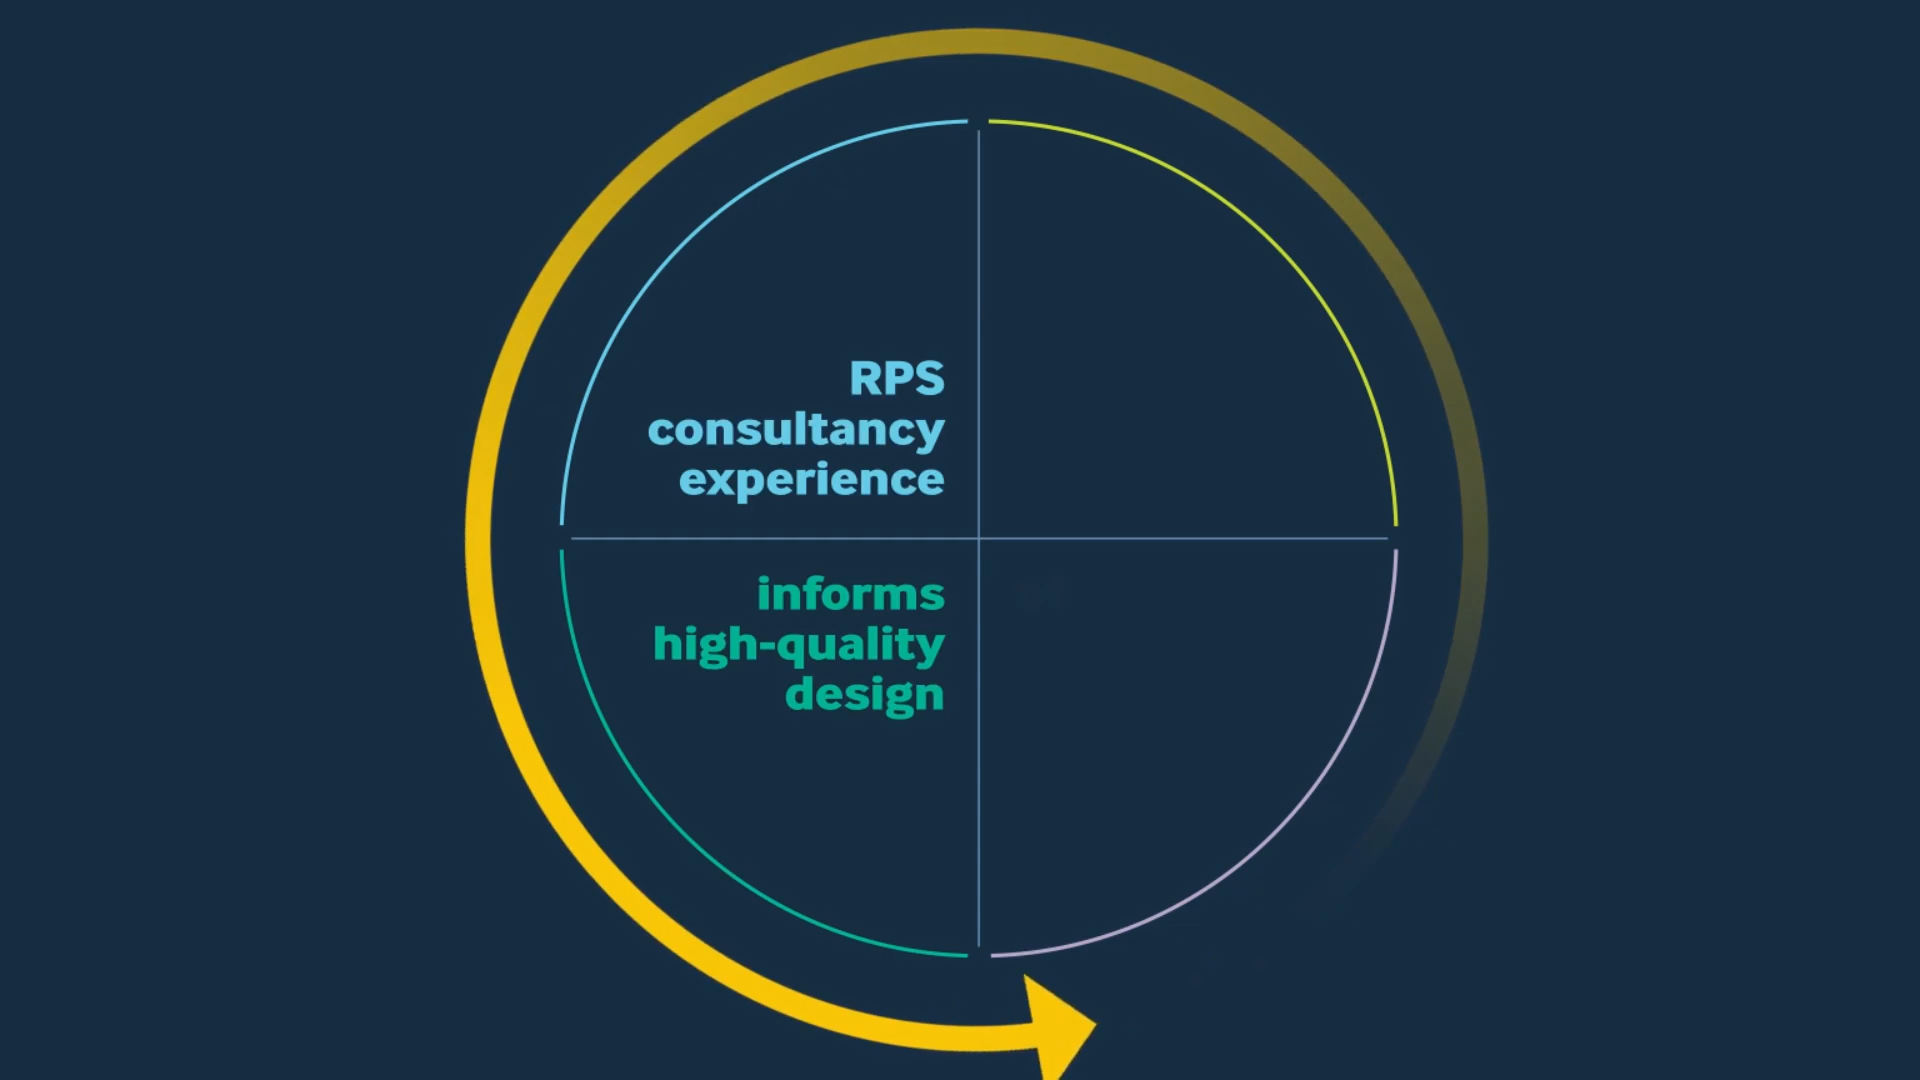 RPS
consultancy
experience
informs
high-quality
design